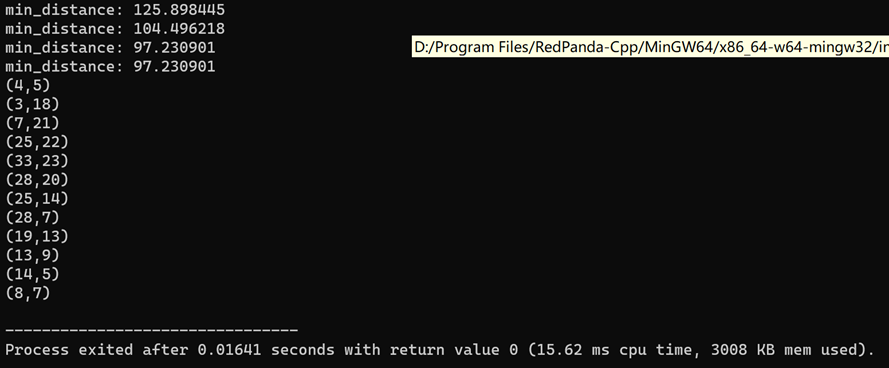 min_distance: 125.898445
min_distance: 104.496218
min_distance: 97.230901
D:/Program Files/RedPanda-Cpp/MinGW64/x86_64-w64-mingw32/in
min_distance: 97.230901
(4,5)
(3,18)
(7,21)
(25,22)
(33,23)
(28,20)
(25,14)
(28,7)
(19,13)
(13,9)
(14,5)
(8,7)
--------------------------------
Process exited after 0.01641 seconds with return value 0 (15.62 ms cpu time, 3008 KB mem used).